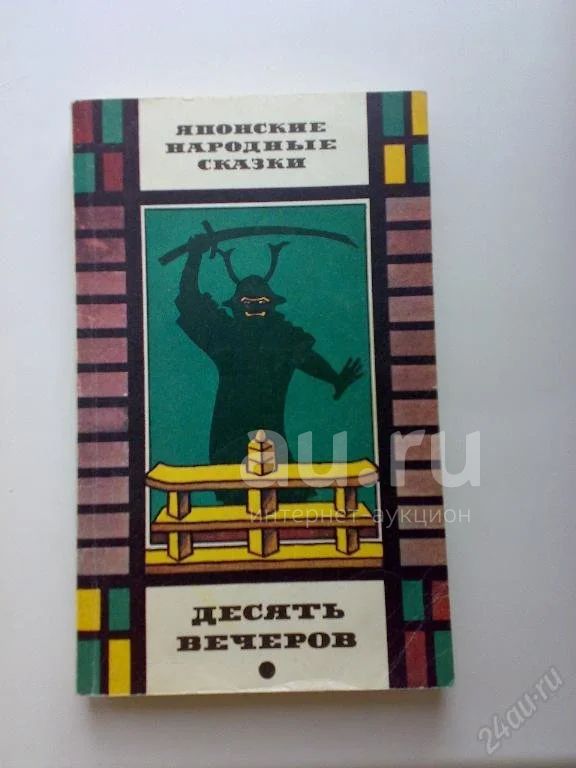 ЯПОНСКИЕ
НАРОДНЫЕ
СКАЗКИ
au.ru
интернет аукцион
ДЕСЯТЬ
ВЕЧЕРОВ
24au.ru